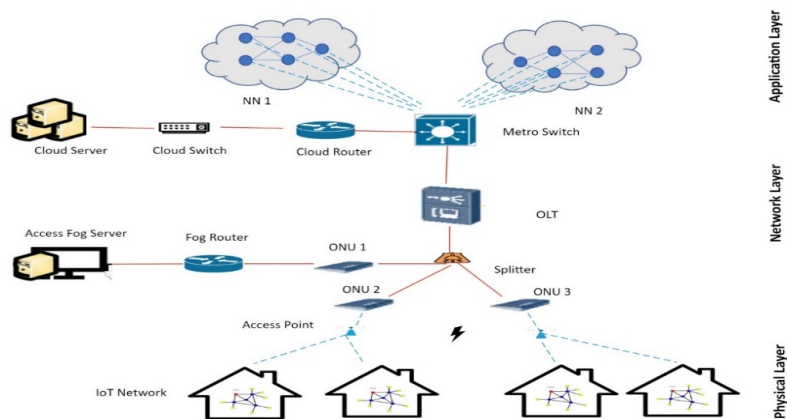 Application Layer
NN 1
NN 2
Metro Switch
Cloud Server
Cloud Switch
Cloud Router
Network Layer
OLT
Access Fog Server
Fog Router
ONU 1
Splitter
ONU 2
ONU 3
Access Point
IoT Network
Physical Layer